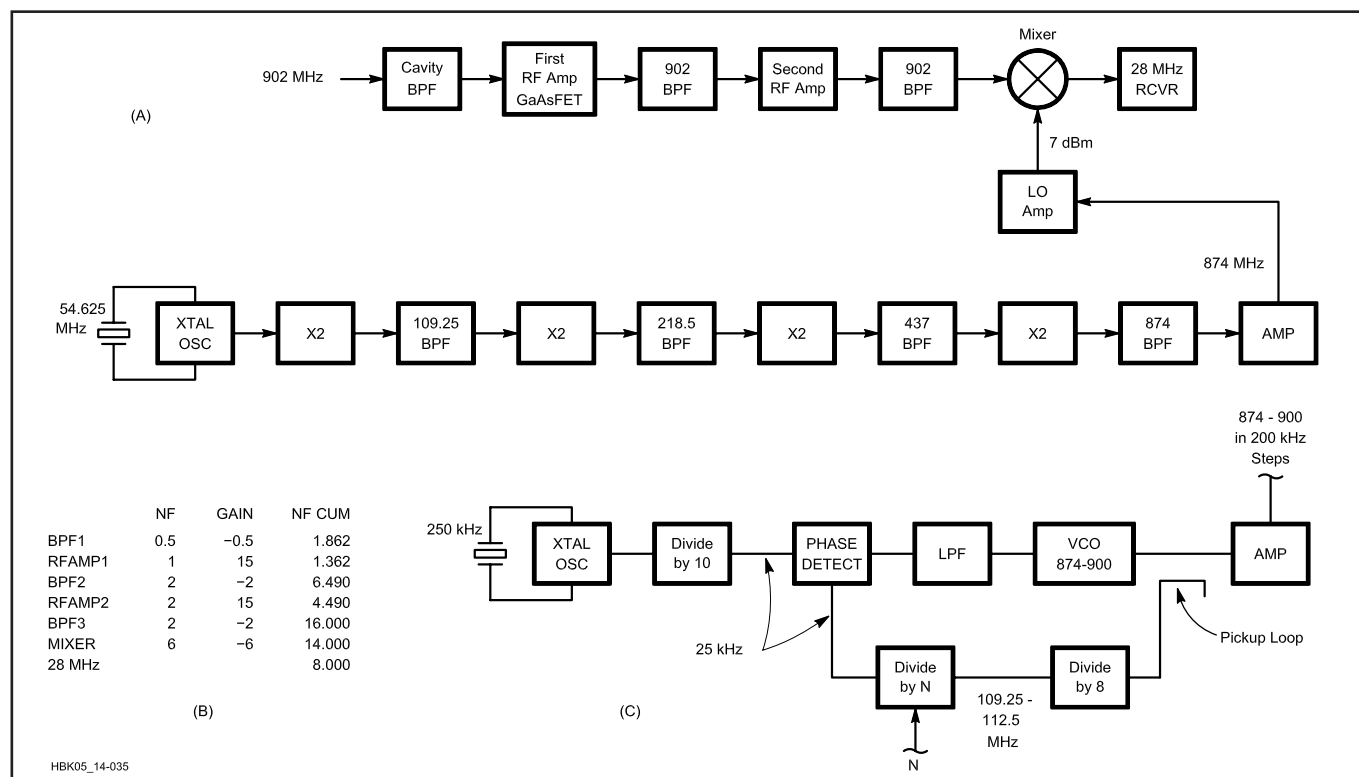 Mixer
902 MHz
Cavity
BPF
First
RF Amp
GaAsFET
902
BPF
Second
RF Amp
902
BPF
28 MHz
RCVR
(A)
7 dBm
LO
Amp
874 MHz
54.625
MHz
XTAL
OSC
X2
109.25
BPF
X2
218.5
BPF
X2
437
BPF
X2
874
BPF
AMP
874 - 900
in 200 kHz
Steps
NF GAIN NF CUM
BPF1 0.5 −0.5 1.862
RFAMP1 1 15 1.362
BPF2 2 −2 6.490
RFAMP2 2 15 4.490
BPF3 2 −2 16.000
MIXER 6 −6 14.000
28 MHz 8.000
(B)
250 kHz
XTAL
OSC
Divide
by 10
PHASE
DETECT
LPF
VCO
874-900
AMP
25 kHz
Pickup Loop
Divide
by N
Divide
by 8
109.25 -
112.5
MHz
(C)
N
HBK05_14-035